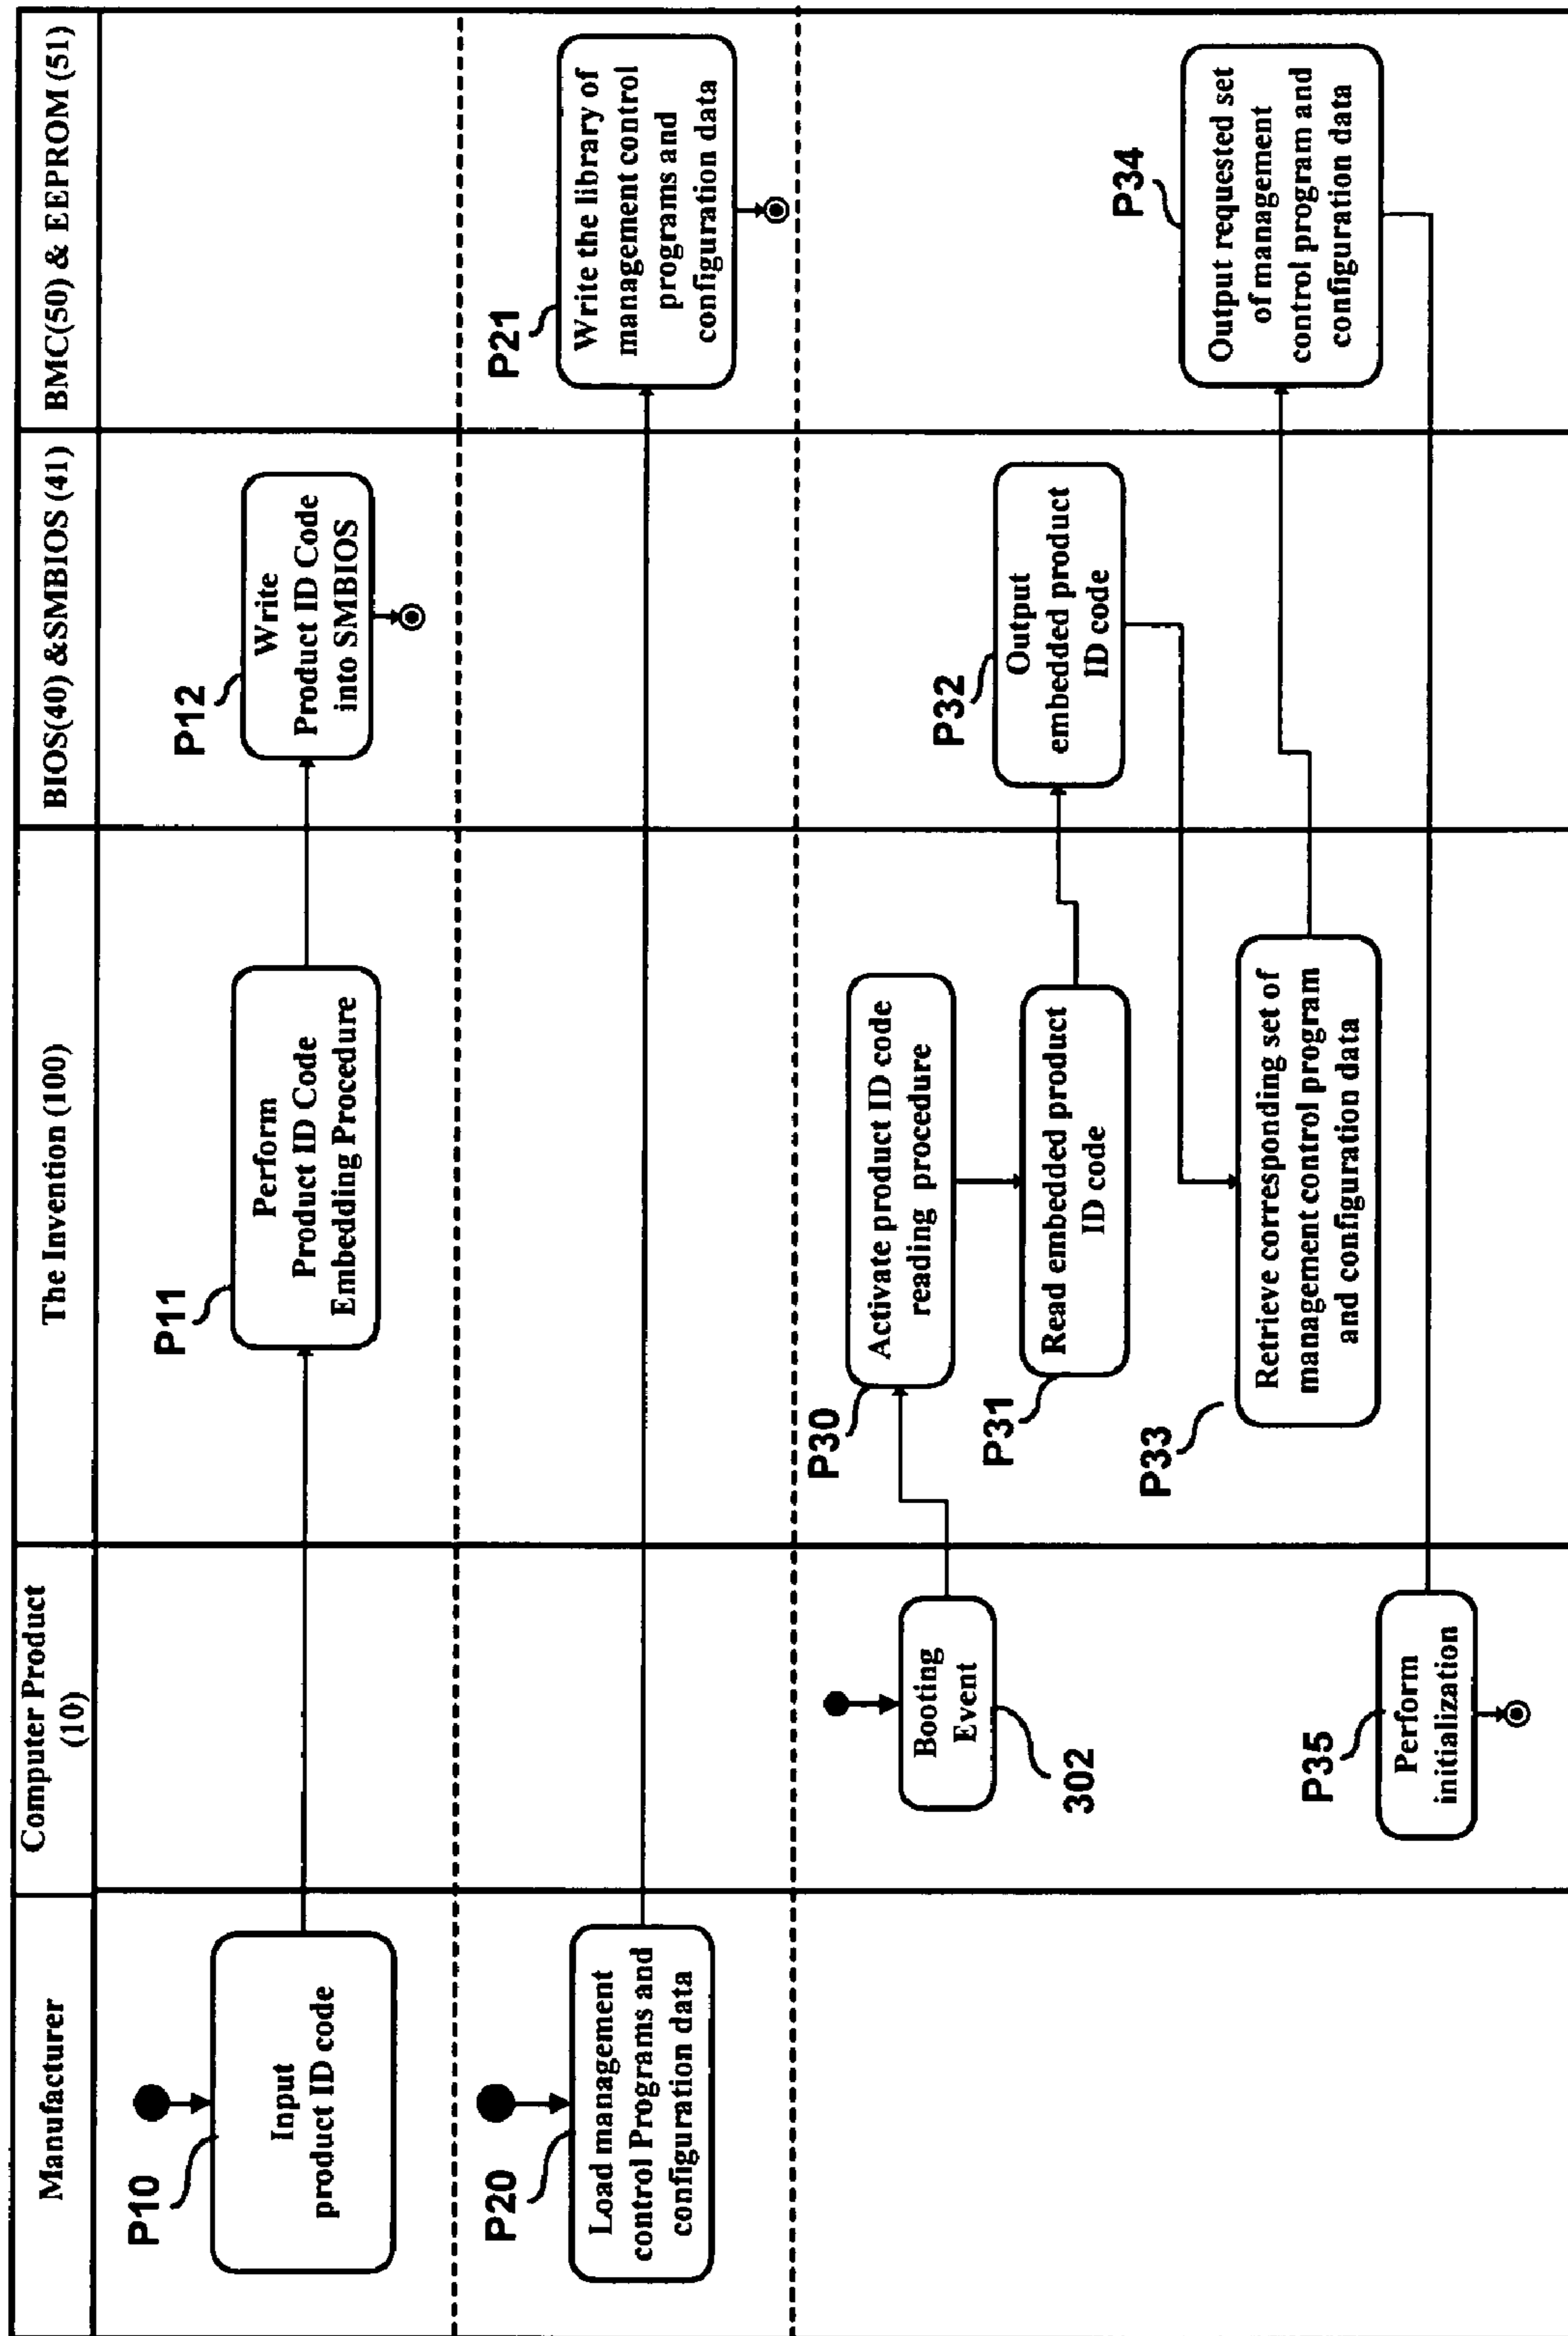 Manufacturer
Computer Product
(10)
The Invention (100)
BIOS(40) &SMBIOS (41)
BMC(50) & EEPROM (51)
P10
Input
product ID code
P11
Perform
Product ID Code
Embedding Procedure
P12
Write
Product ID Code
into SMBIOS
P20
Load management
control Programs and
configuration data
P21
Write the library of
management control
programs and
configuration data
Booting
Event
302
P30
Activate product ID code
reading procedure
P31
Read embedded product
ID code
P32
Output
embedded product
ID code
P33
Retrieve corresponding set of
management control program
and configuration data
P34
Output requested set
of management
control program and
configuration data
P35
Perform
initialization